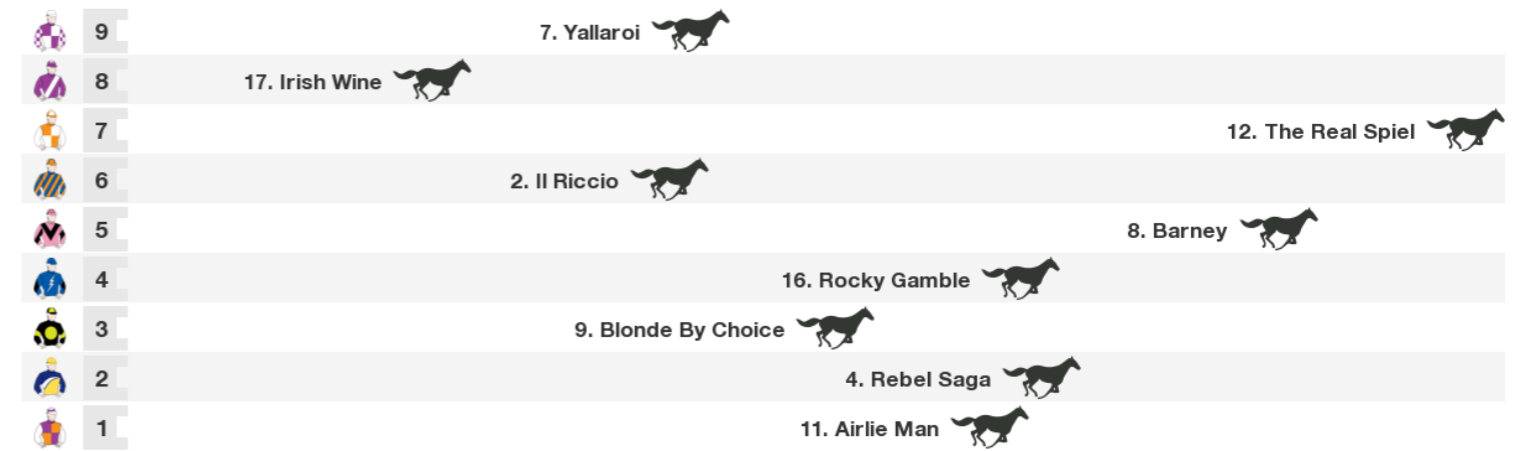 9 7. Yallaroi
8 17. Irish Wine
7 12. The Real Spiel
6 2. Il Riccio
5 8. Barney
4 16. Rocky Gamble
3 9. Blonde By Choice
2 4. Rebel Saga
1 11. Airlie Man